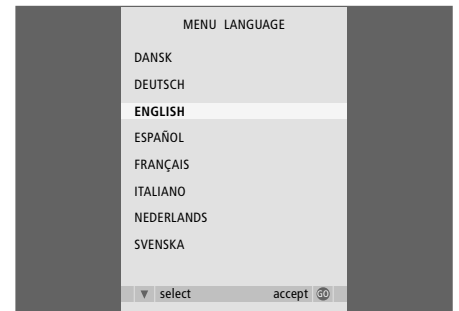 MENU LANGUAGE
DANSK
DEUTSCH
ENGLISH
ESPAÑOL
FRANÇAIS
ITALIANO
NEDERLANDS
SVENSKA
▼ select accept GO